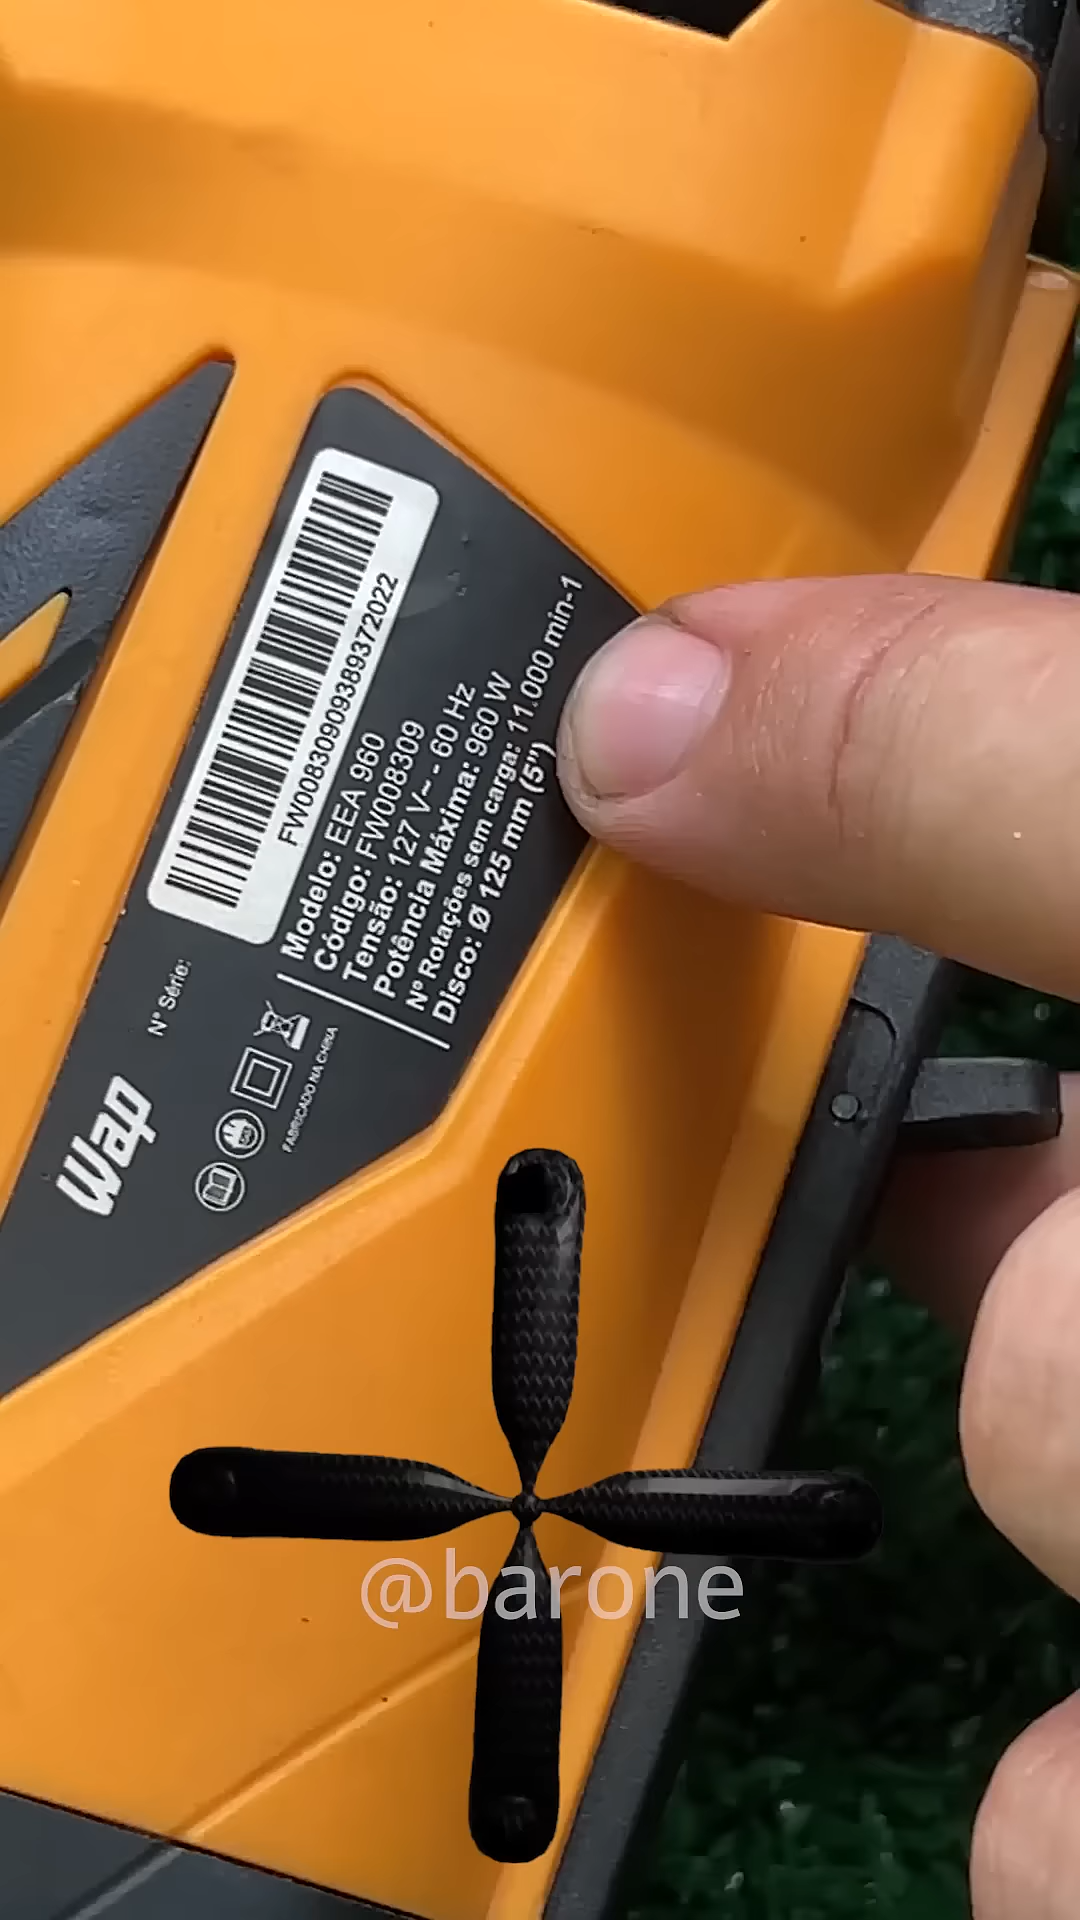 FW00830909389372022
Nº Série:
Modelo: EEA 960
Código: FW008309
Tensão: 127 V~ - 60 Hz
Potência Máxima: 960 W
Nº Rotações sem carga: 11.000 min-1
Disco: Ø 125 mm (5")
Wap
FABRICADO NA CHINA
@barone